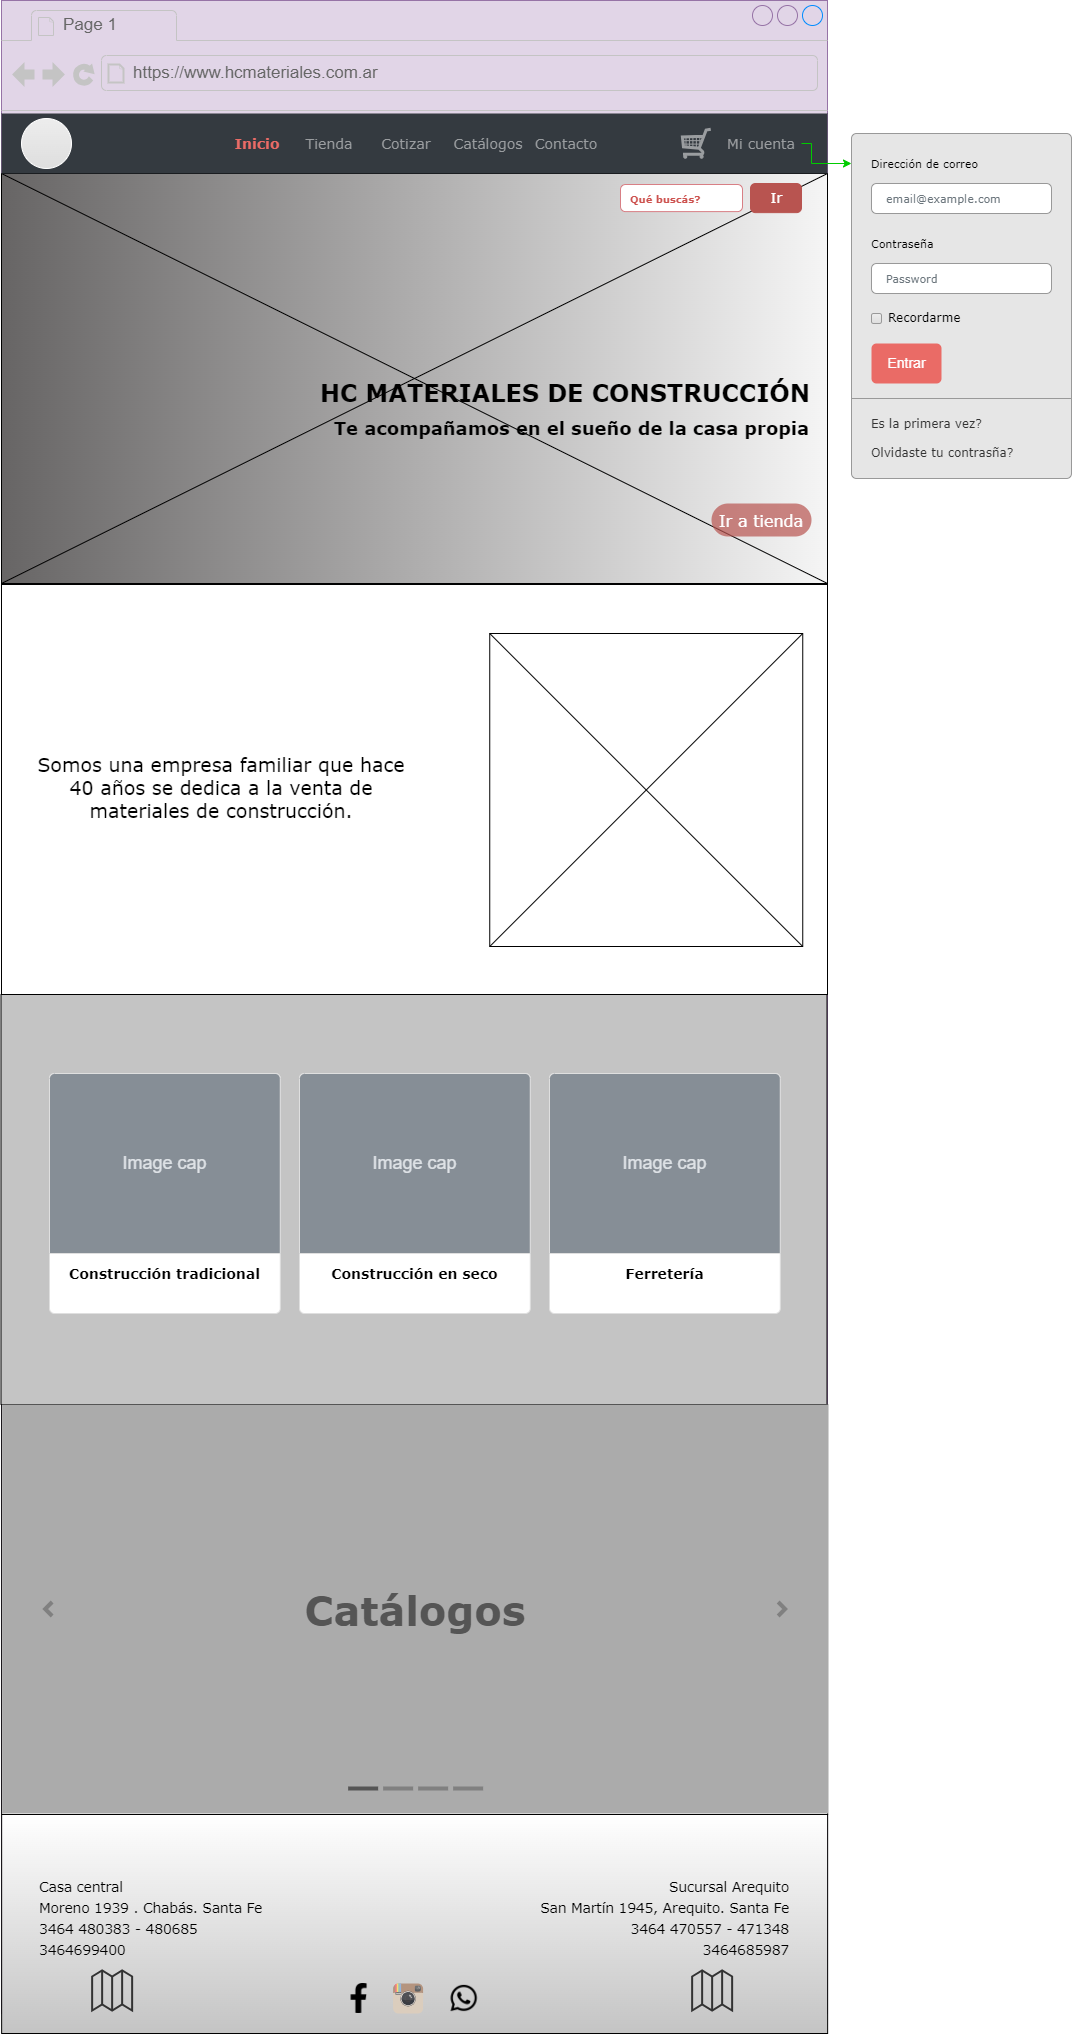 Page 1
https://www.hcmateriales.com.ar
Inicio Tienda Cotizar Catálogos Contacto Mi cuenta
Dirección de correo
email@example.com
Contraseña
Password
Recordarme
Entrar
Es la primera vez?
Olvidaste tu contrasña?
Qué buscás? Ir
HC MATERIALES DE CONSTRUCCIÓN
Te acompañamos en el sueño de la casa propia
Ir a tienda
Somos una empresa familiar que hace
40 años se dedica a la venta de
materiales de construcción.
Image cap Image cap Image cap
Construcción tradicional Construcción en seco Ferretería
Catálogos
Casa central
Moreno 1939 . Chabás. Santa Fe
3464 480383 - 480685
3464699400
Sucursal Arequito
San Martín 1945, Arequito. Santa Fe
3464 470557 - 471348
3464685987